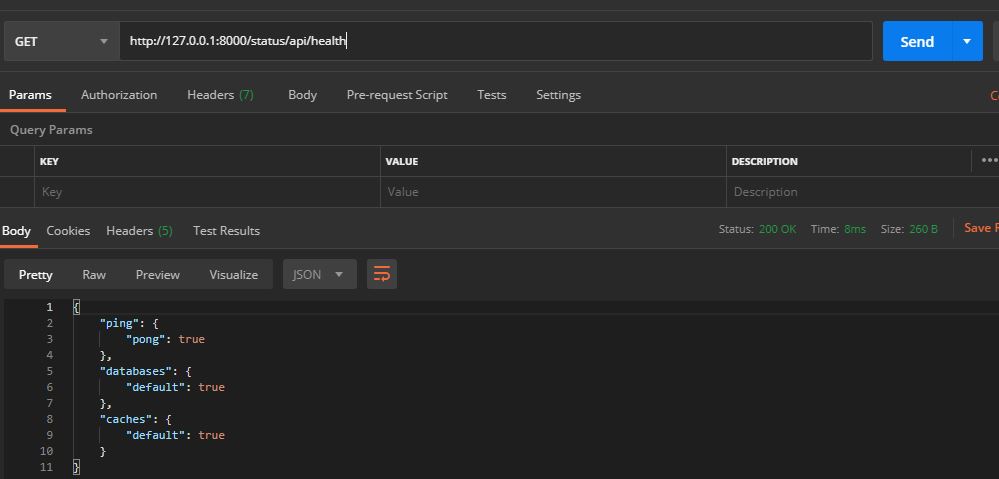 GET http://127.0.0.1:8000/status/api/health Send
Params Authorization Headers (7) Body Pre-request Script Tests Settings
Query Params
KEY VALUE DESCRIPTION
Key Value Description
Body Cookies Headers (5) Test Results Status: 200 OK Time: 8ms Size: 260 B Save
Pretty Raw Preview Visualize JSON
1 {
2 "ping": {
3 "pong": true
4 },
5 "databases": {
6 "default": true
7 },
8 "caches": {
9 "default": true
10 }
11 }